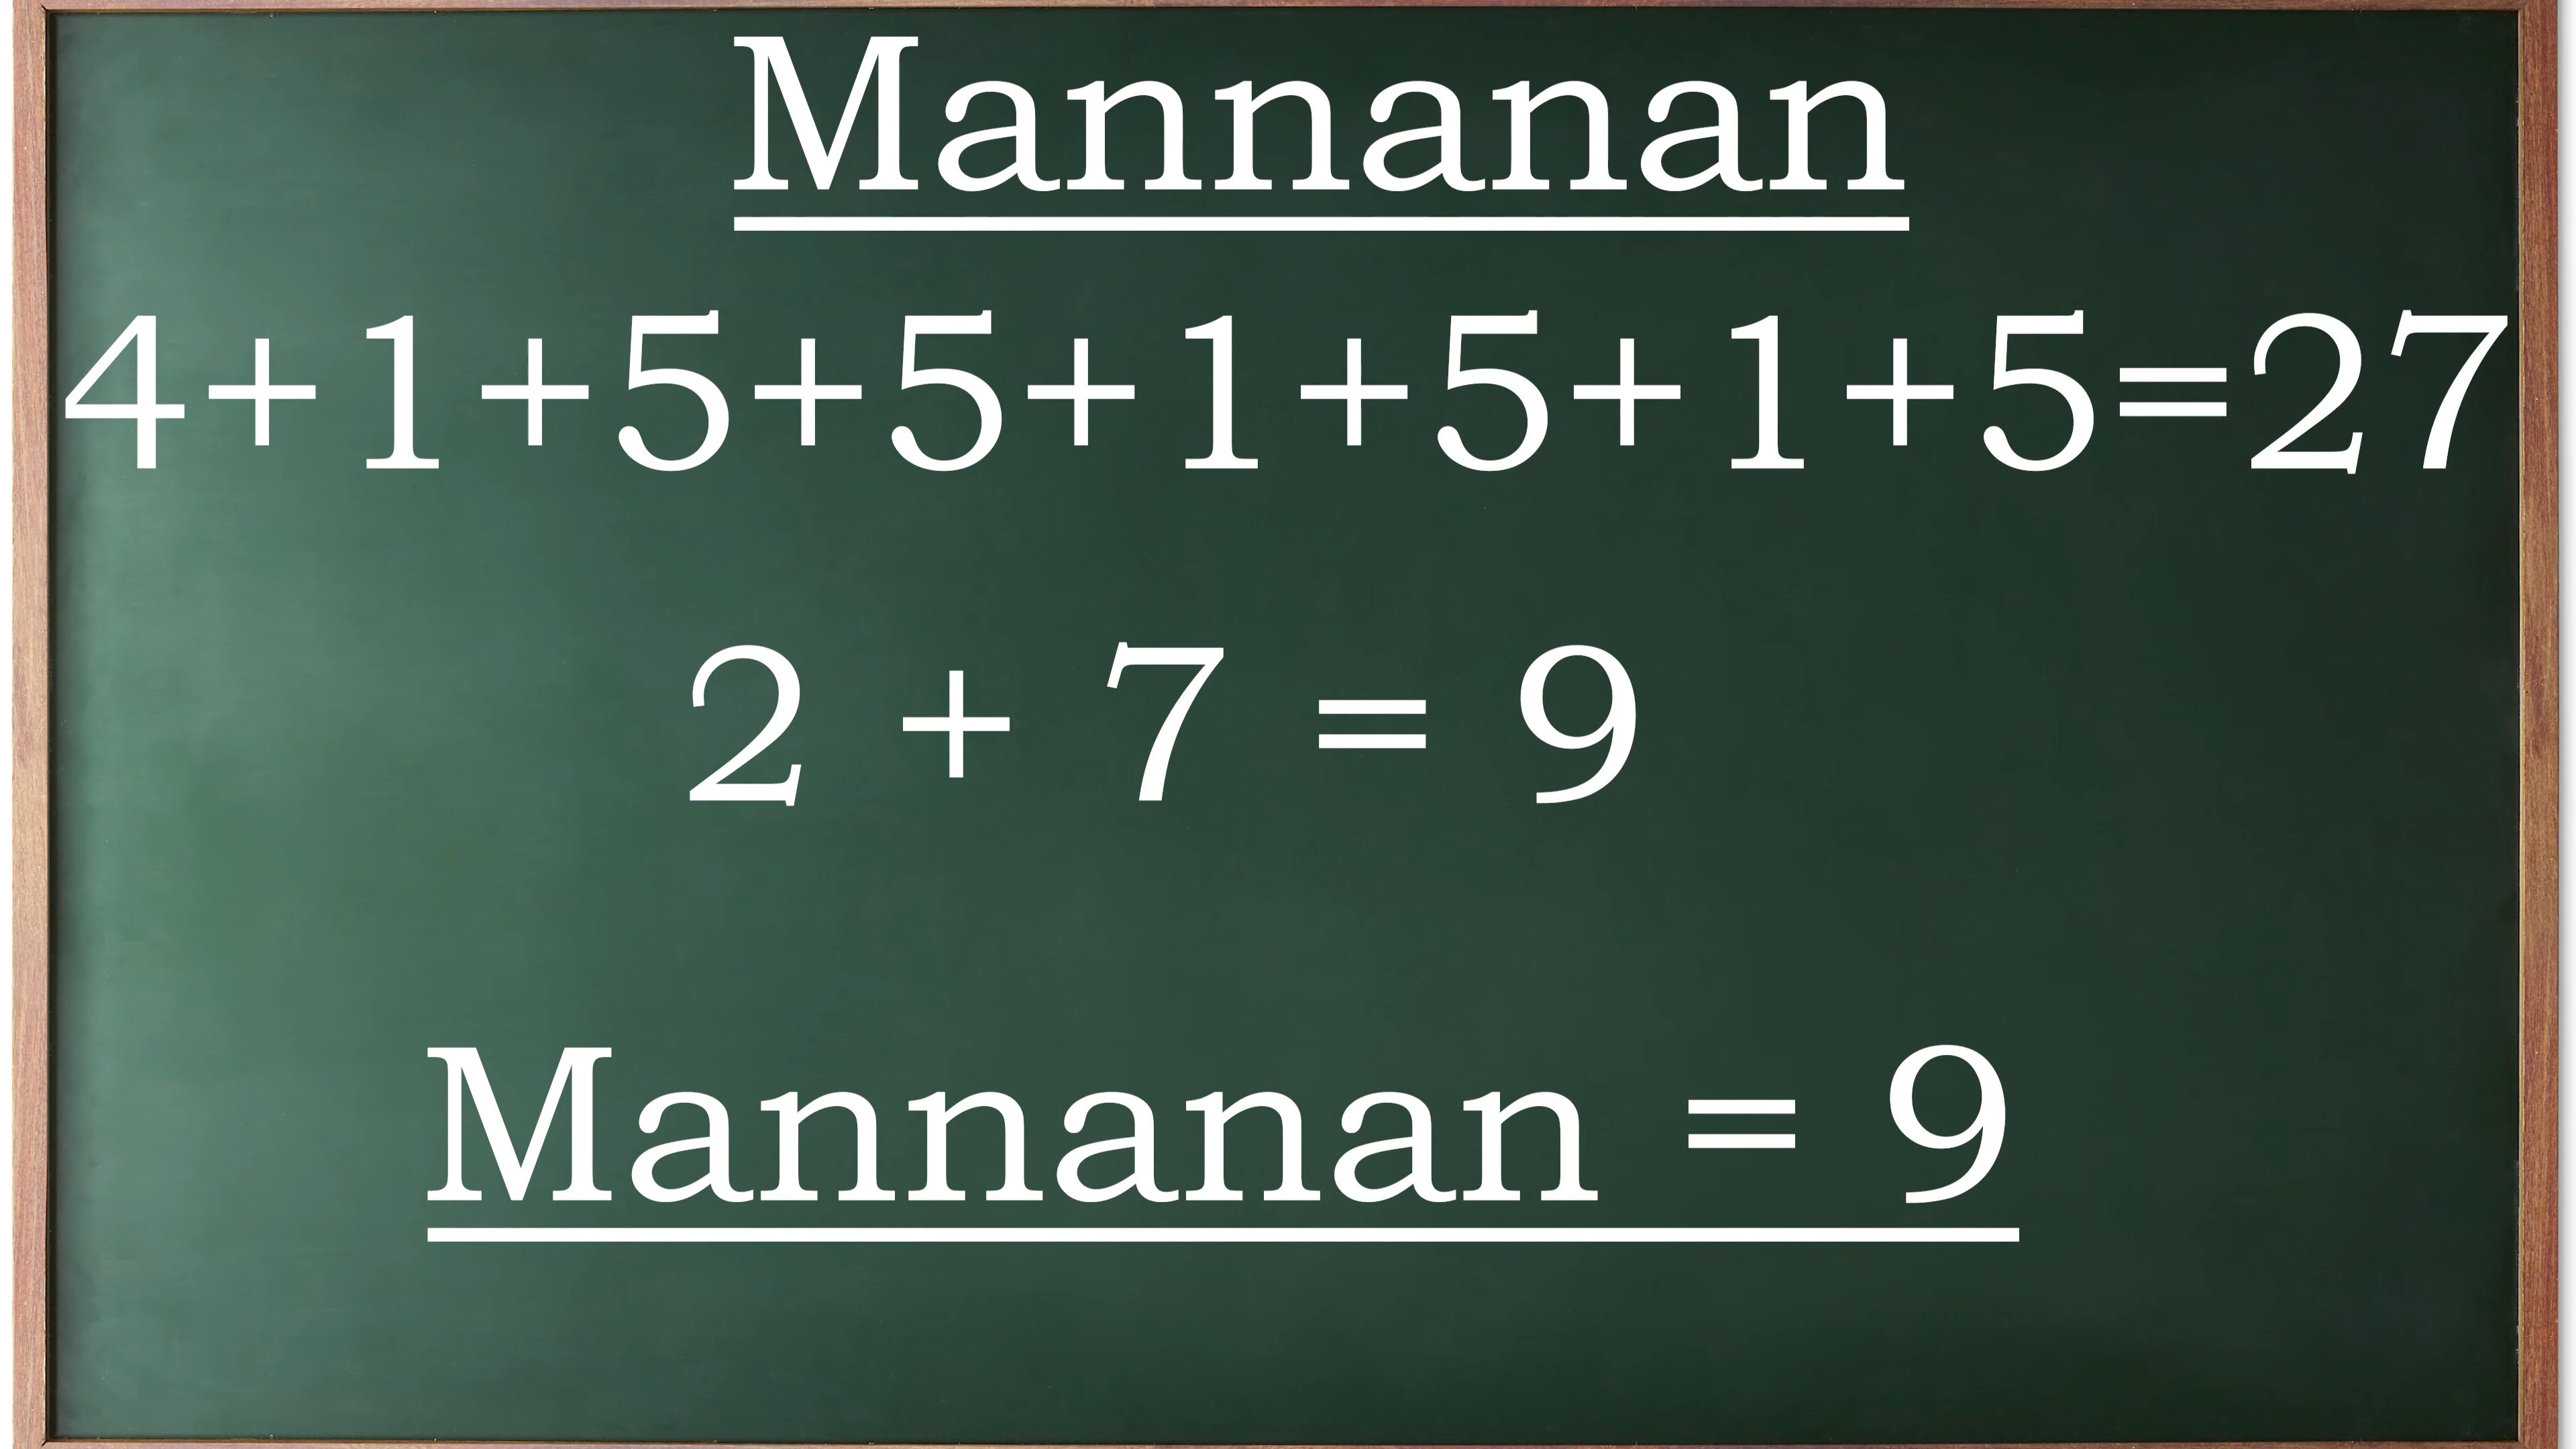 Mannanan
4+1+5+5+1+5+1+5=27
2 + 7 = 9
Mannanan = 9